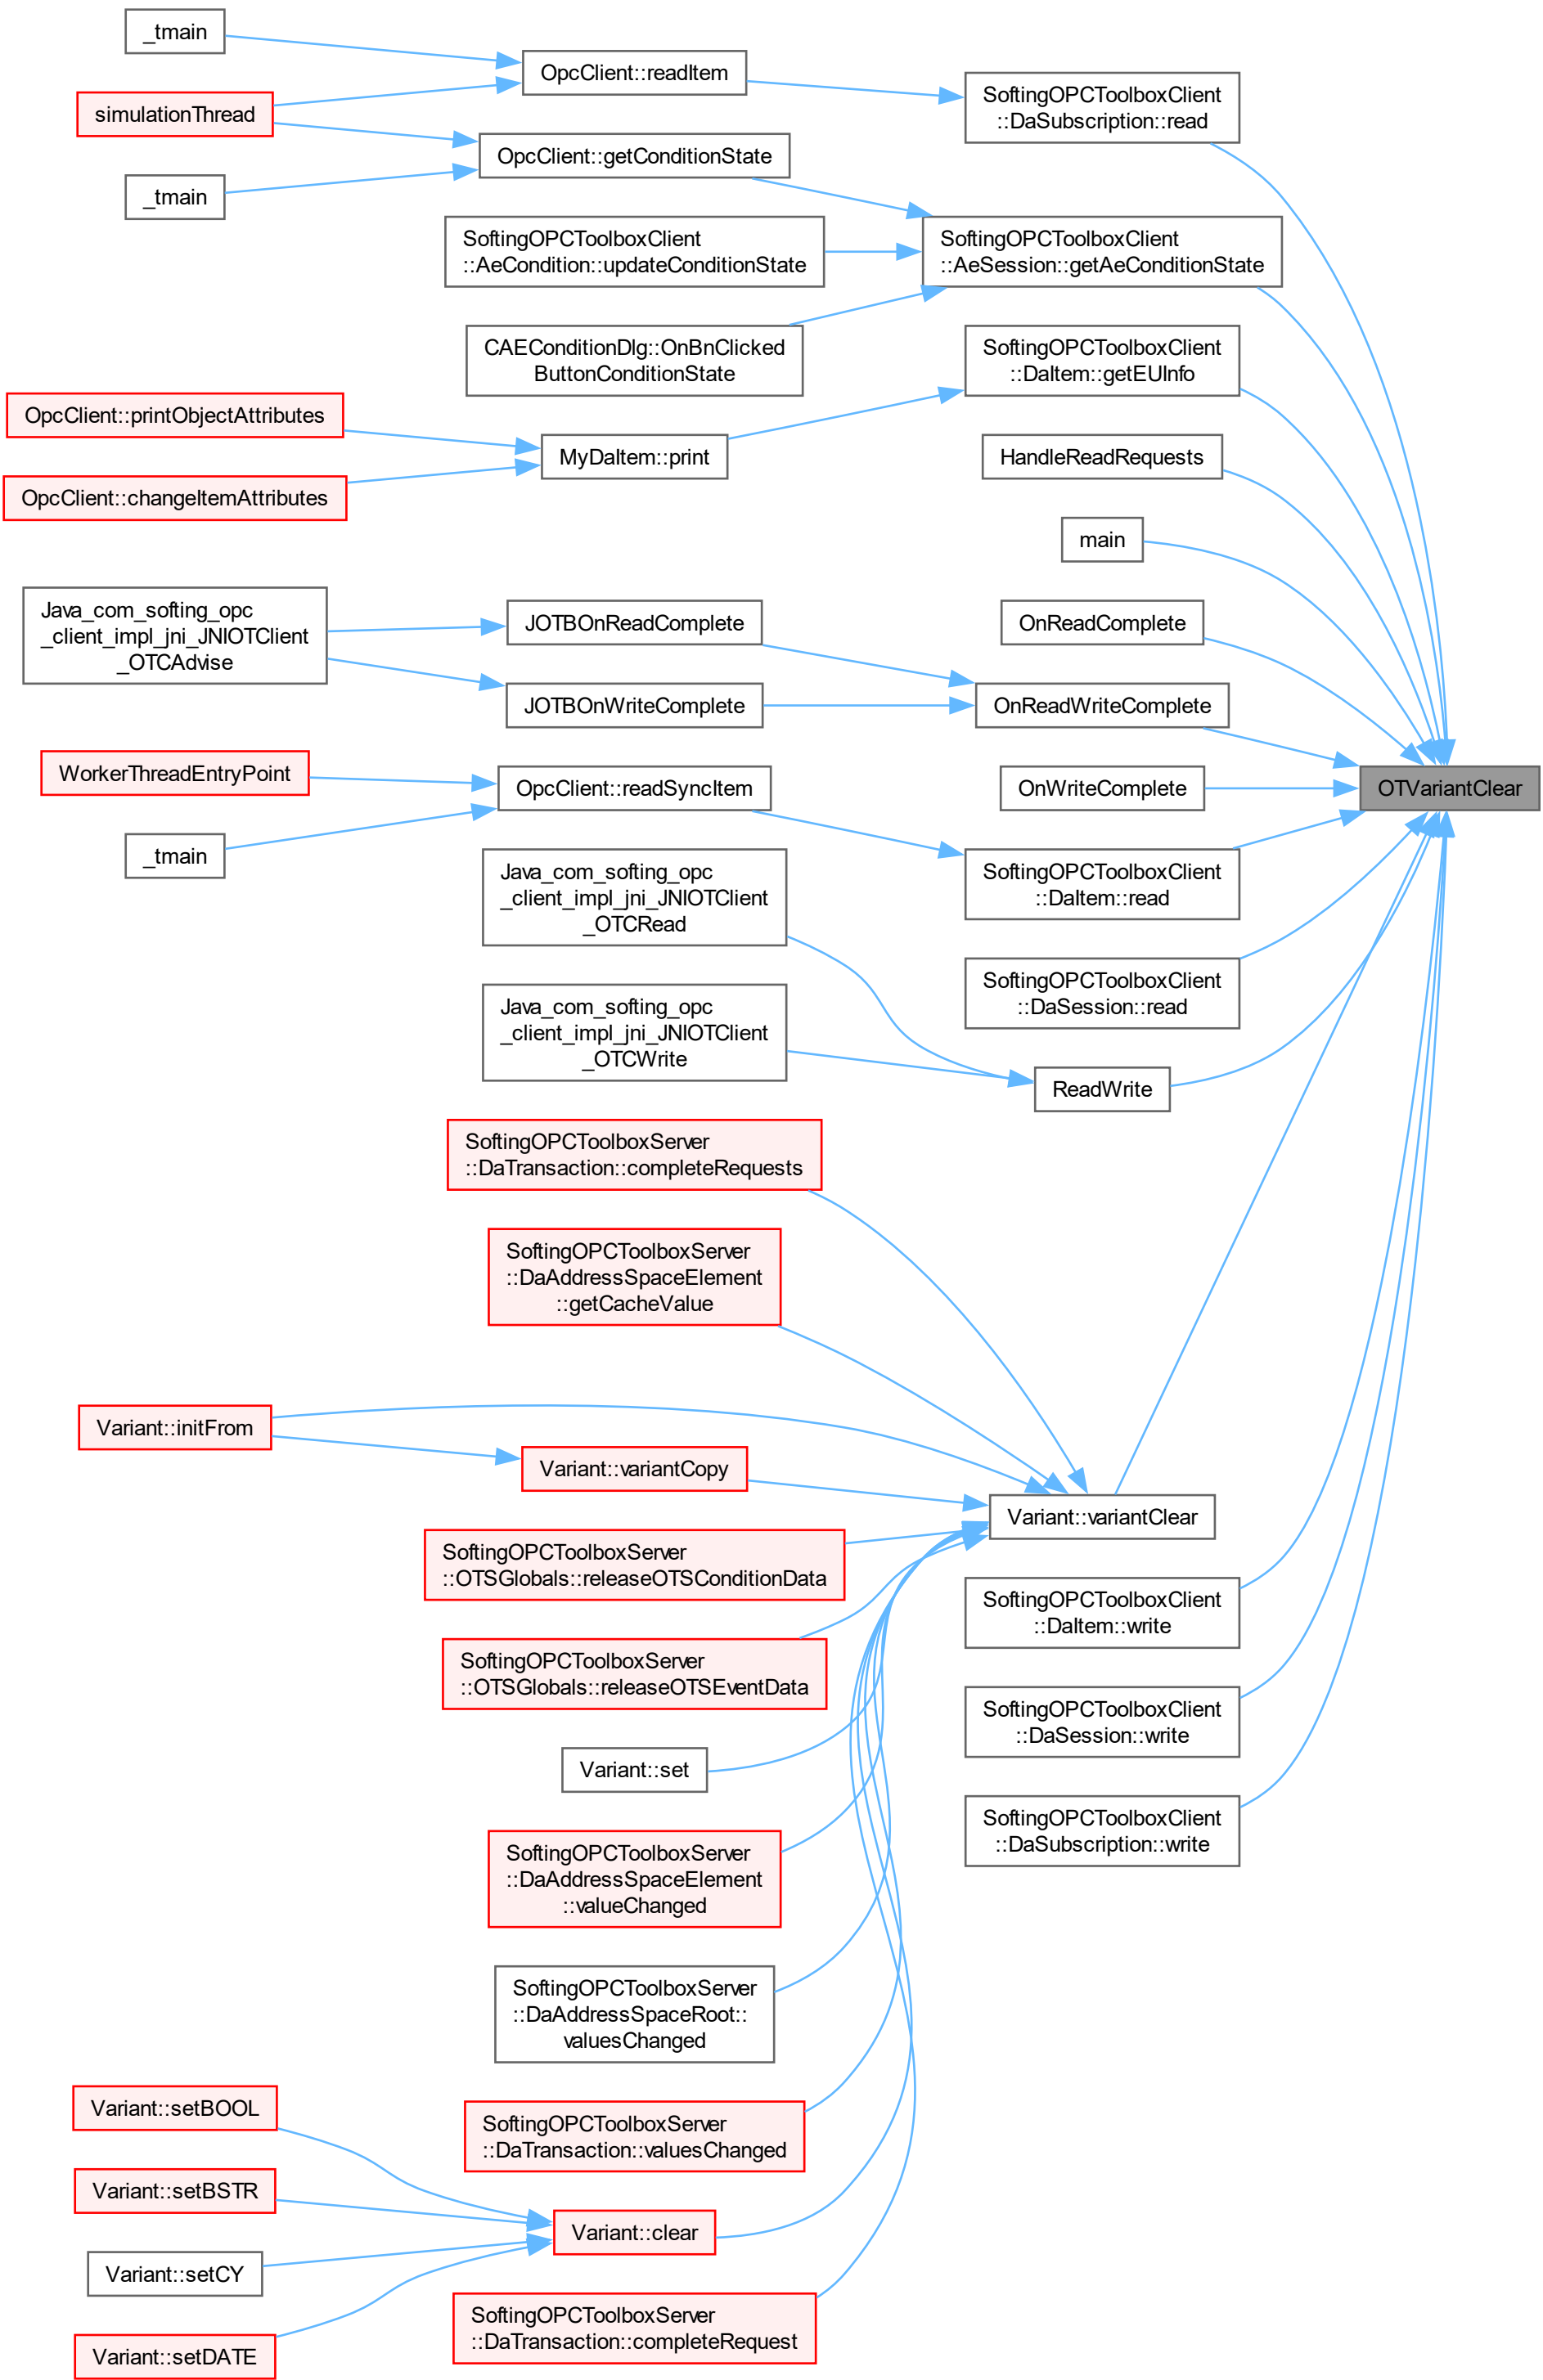 _tmain
OpcClient::readItem
SoftingOPCToolboxClient
::DaSubscription::read
simulationThread
OpcClient::getConditionState
_tmain
SoftingOPCToolboxClient
::AeCondition::updateConditionState
SoftingOPCToolboxClient
::AeSession::getAeConditionState
CAEConditionDlg::OnBnClicked
ButtonConditionState
SoftingOPCToolboxClient
::DaItem::getEUInfo
OpcClient::printObjectAttributes
MyDaItem::print
HandleReadRequests
OpcClient::changeItemAttributes
main
Java_com_softing_opc
_client_impl_jni_JNIOTClient
_OTCAdvise
JOTBOnReadComplete
OnReadComplete
JOTBOnWriteComplete
OnReadWriteComplete
WorkerThreadEntryPoint
OpcClient::readSyncItem
OnWriteComplete
OTVariantClear
_tmain
Java_com_softing_opc
_client_impl_jni_JNIOTClient
_OTCRead
SoftingOPCToolboxClient
::DaItem::read
SoftingOPCToolboxClient
::DaSession::read
Java_com_softing_opc
_client_impl_jni_JNIOTClient
_OTCWrite
ReadWrite
SoftingOPCToolboxServer
::DaTransaction::completeRequests
SoftingOPCToolboxServer
::DaAddressSpaceElement
::getCacheValue
Variant::initFrom
Variant::variantCopy
Variant::variantClear
SoftingOPCToolboxServer
::OTSGlobals::releaseOTSConditionData
SoftingOPCToolboxClient
::DaItem::write
SoftingOPCToolboxServer
::OTSGlobals::releaseOTSEventData
SoftingOPCToolboxClient
::DaSession::write
Variant::set
SoftingOPCToolboxClient
::DaSubscription::write
SoftingOPCToolboxServer
::DaAddressSpaceElement
::valueChanged
SoftingOPCToolboxServer
::DaAddressSpaceRoot::
valuesChanged
Variant::setBOOL
SoftingOPCToolboxServer
::DaTransaction::valuesChanged
Variant::setBSTR
Variant::clear
Variant::setCY
SoftingOPCToolboxServer
::DaTransaction::completeRequest
Variant::setDATE